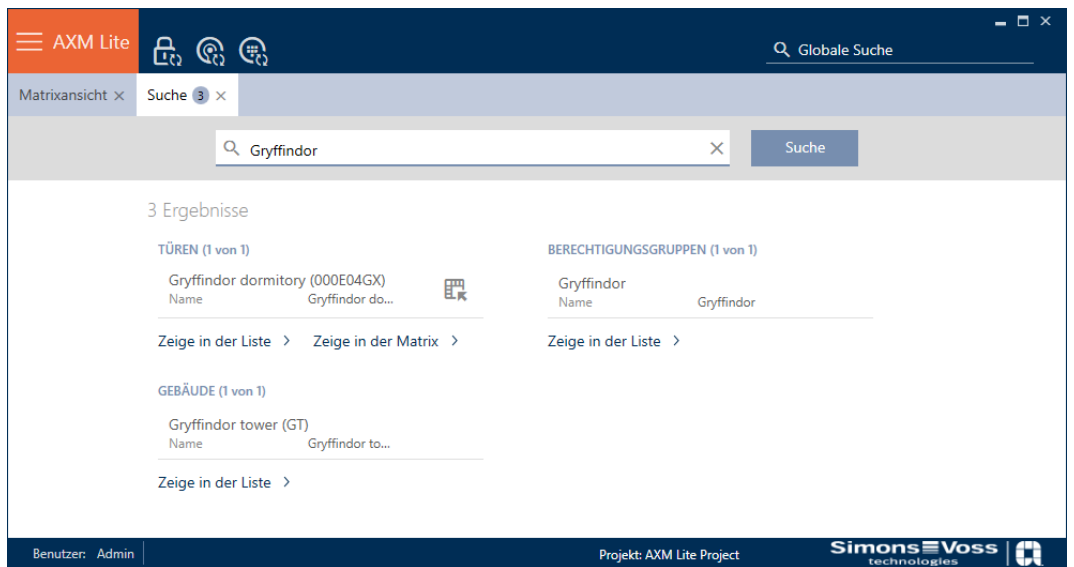 AXM Lite
Globale Suche
Matrixansicht
Suche 3
Gryffindor
Suche
3 Ergebnisse
TÜREN (1 von 1)
Gryffindor dormitory (000E04GX)
Name Gryffindor do...
Zeige in der Liste Zeige in der Matrix
BERECHTIGUNGSGRUPPEN (1 von 1)
Gryffindor
Name Gryffindor
Zeige in der Liste
GEBÄUDE (1 von 1)
Gryffindor tower (GT)
Name Gryffindor to...
Zeige in der Liste
Benutzer: Admin
Projekt: AXM Lite Project
Simons Voss
technologies